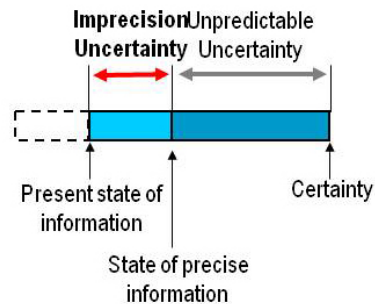 Imprecision
Uncertainty
Unpredictable
Uncertainty
Present state of
information
State of precise
information
Certainty